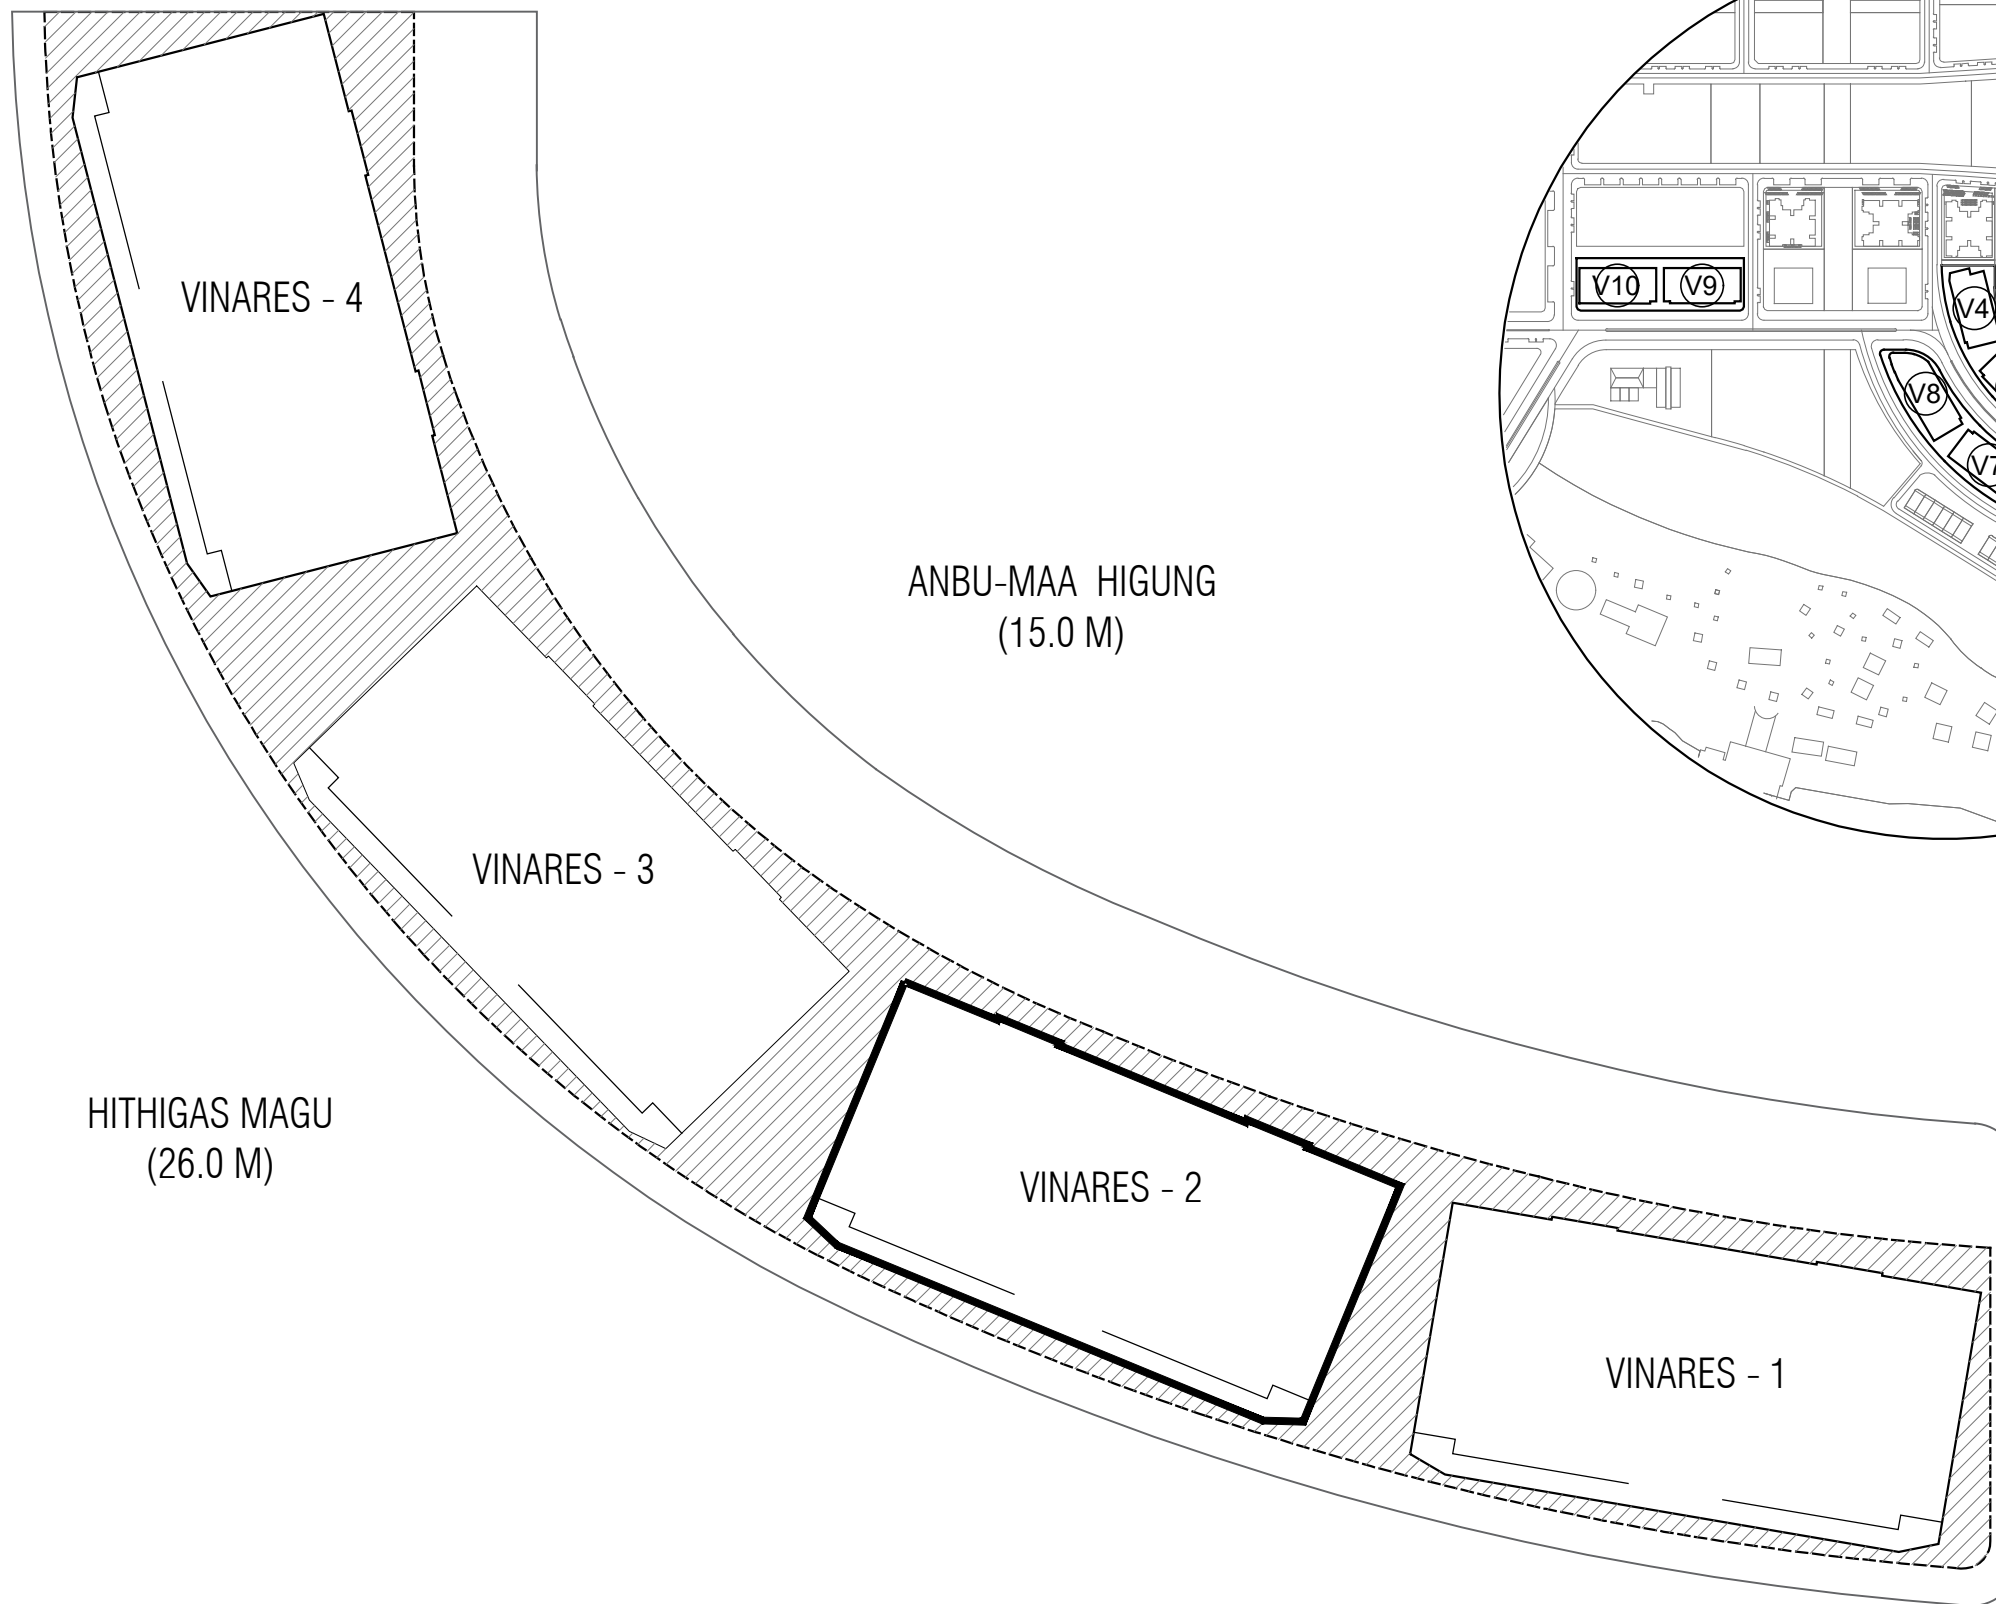 V10
V9
V4
VINARES - 4
V8
V7
ANBU-MAA HIGUNG
(15.0 M)
VINARES - 3
HITHIGAS MAGU
(26.0 M)
VINARES - 2
VINARES - 1